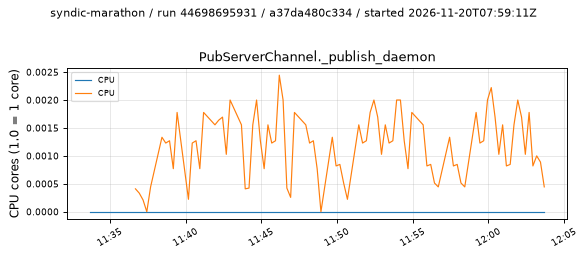 syndic-marathon / run 44698695931 / a37da480c334 / started 2026-11-20T07:59:11Z
PubServerChannel._publish_daemon
CPU cores (1.0 = 1 core)
0.0025
0.0020
0.0015
0.0010
0.0005
0.0000
CPU
CPU
11:35
11:40
11:45
11:50
11:55
12:00
12:05